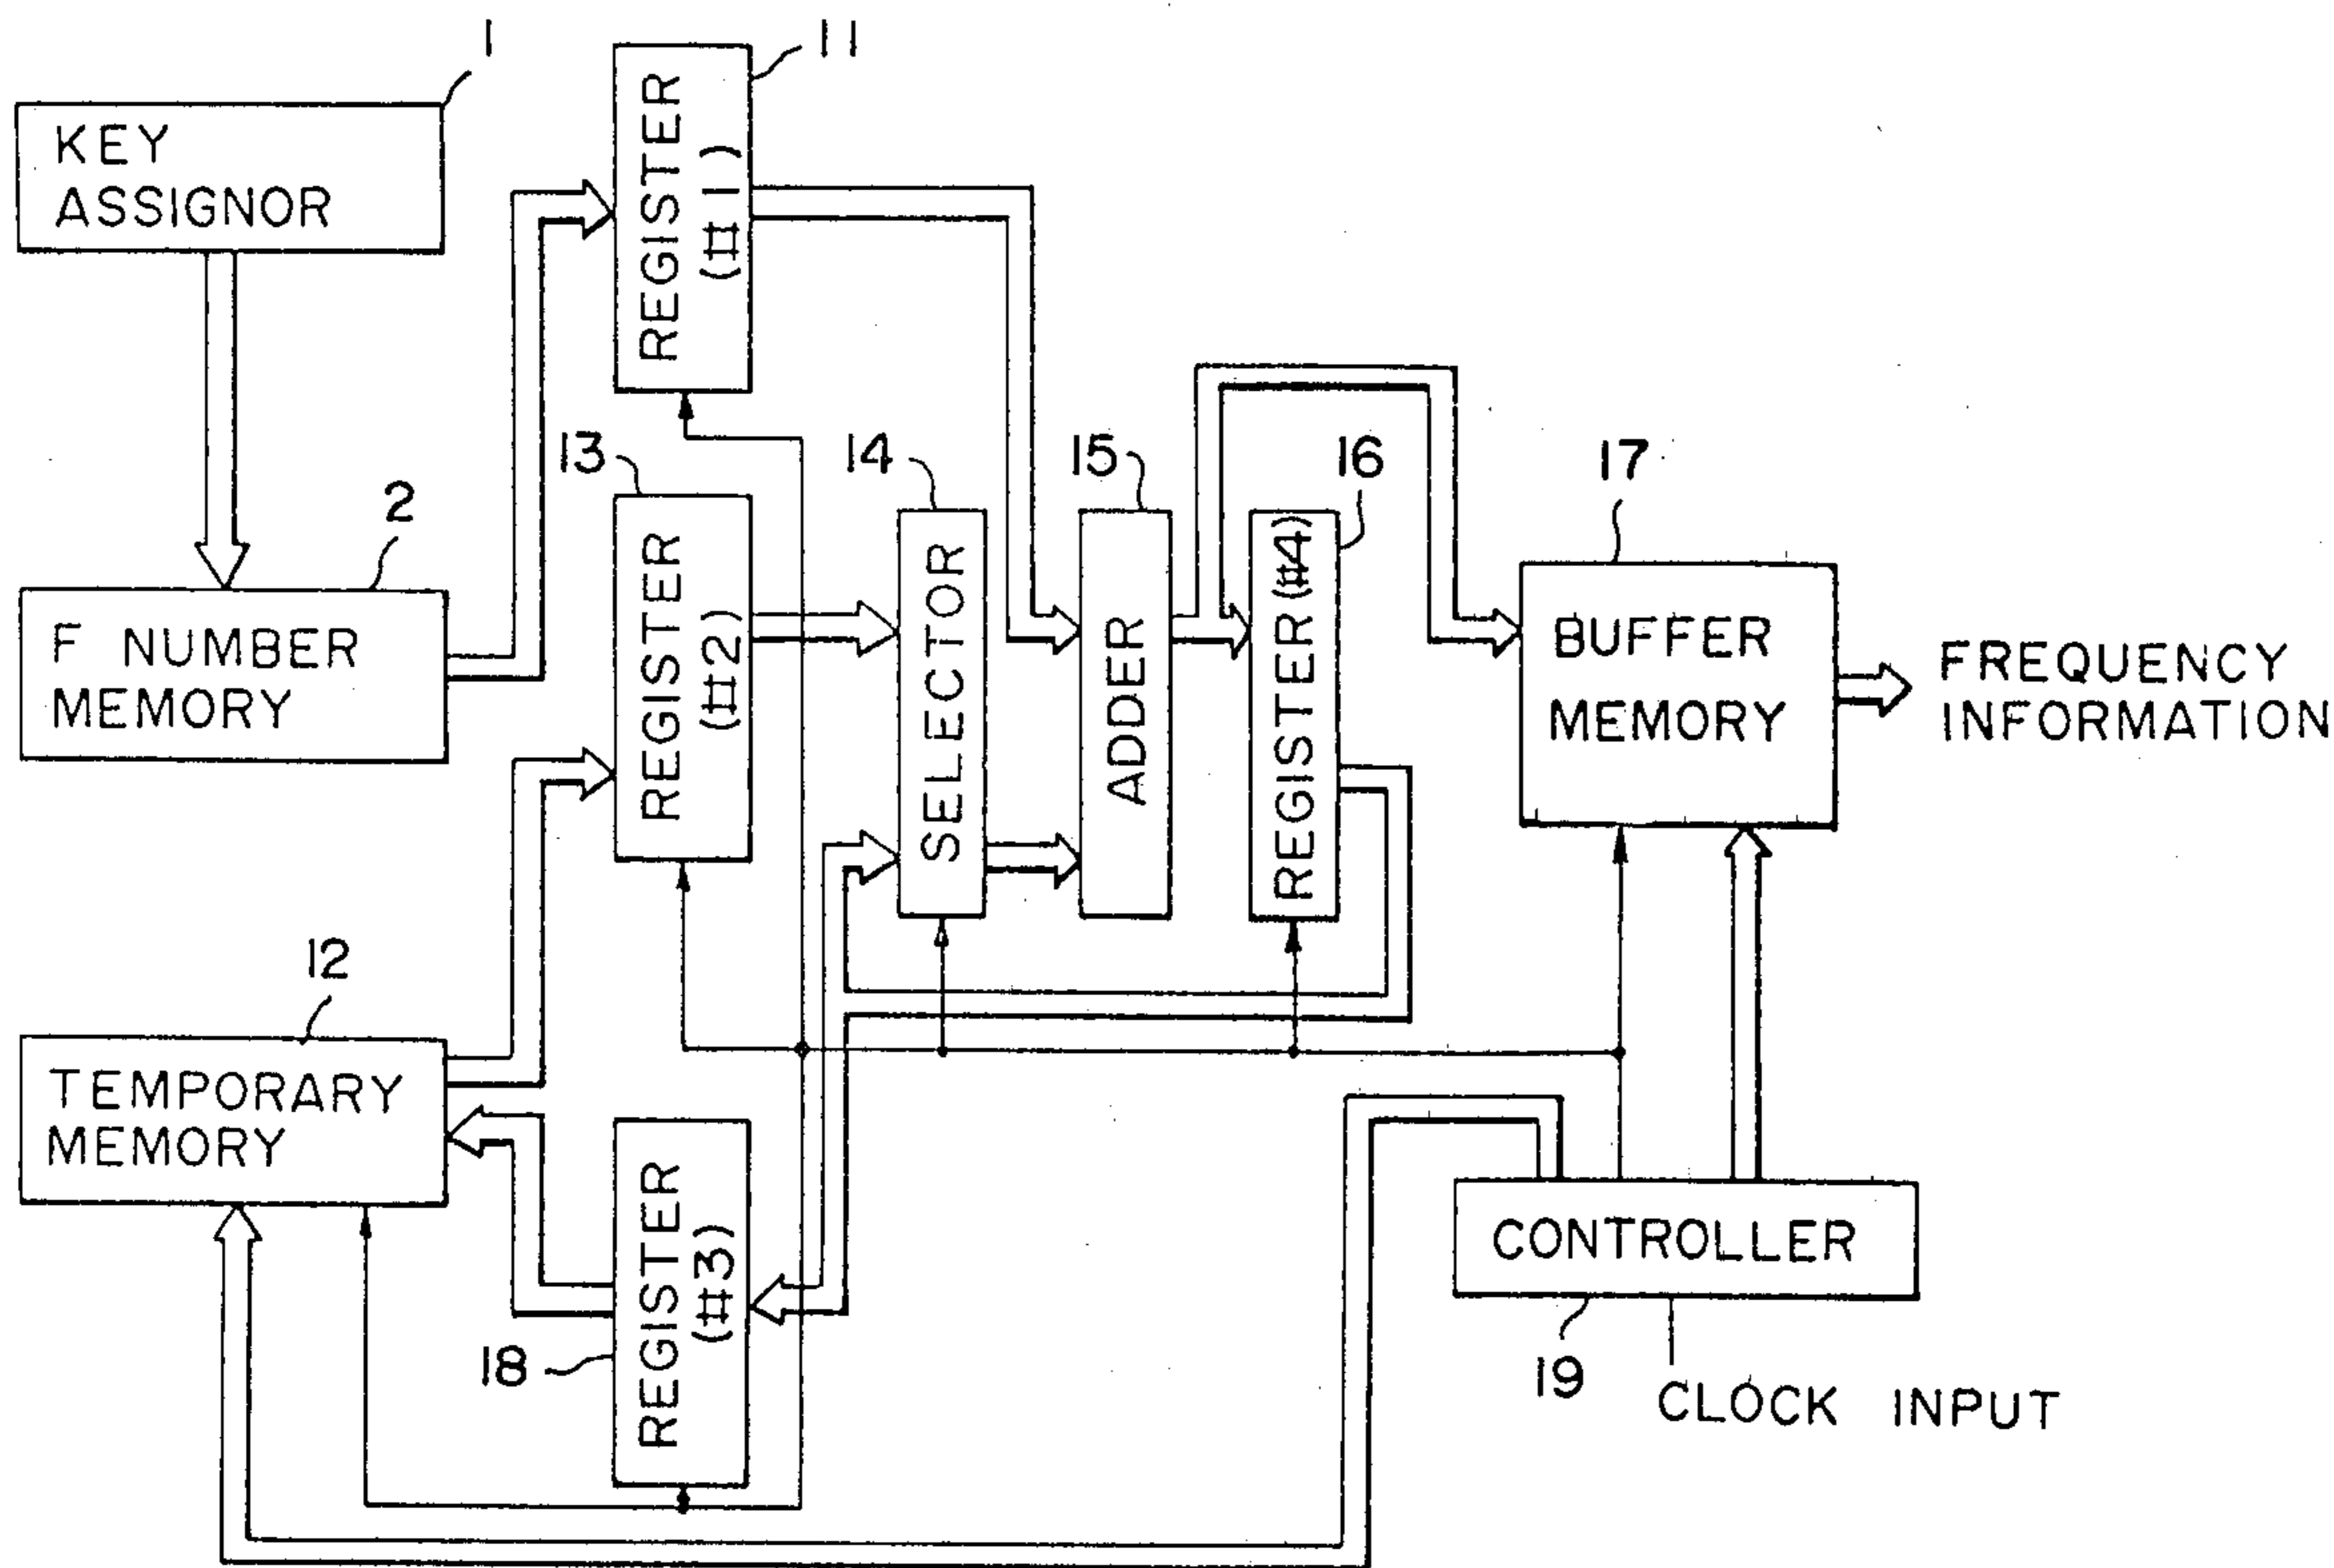 1
KEY
ASSIGNOR
11
REGISTER
(#1)
2
F NUMBER
MEMORY
13
REGISTER
(#2)
14
SELECTOR
15
ADDER
16
REGISTER (#4)
17
BUFFER
MEMORY
FREQUENCY
INFORMATION
12
TEMPORARY
MEMORY
18
REGISTER
(#3)
CONTROLLER
19
CLOCK INPUT